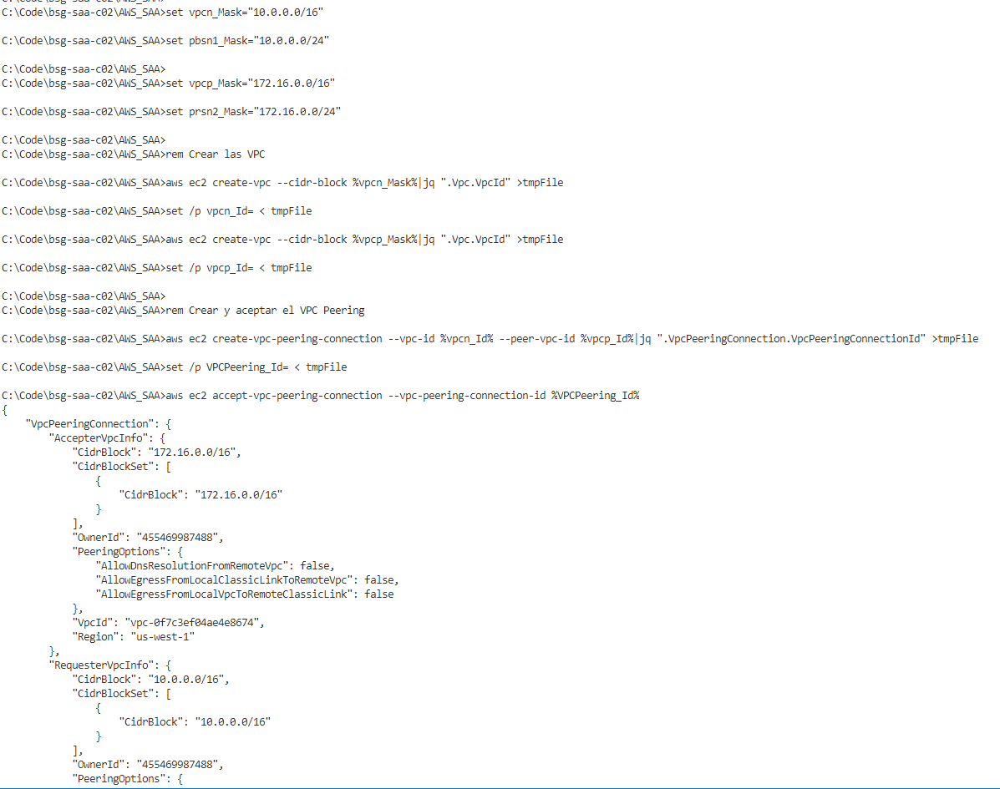 C:\Code\bsg-saa-c02\AWS_SAA>set vpcn_Mask="10.0.0.0/16"
C:\Code\bsg-saa-c02\AWS_SAA>set pbsn1_Mask="10.0.0.0/24"
C:\Code\bsg-saa-c02\AWS_SAA>
C:\Code\bsg-saa-c02\AWS_SAA>set vpcp_Mask="172.16.0.0/16"
C:\Code\bsg-saa-c02\AWS_SAA>set prsn2_Mask="172.16.0.0/24"
C:\Code\bsg-saa-c02\AWS_SAA>
C:\Code\bsg-saa-c02\AWS_SAA>rem Crear las VPC
C:\Code\bsg-saa-c02\AWS_SAA>aws ec2 create-vpc --cidr-block %vpcn_Mask%|jq ".Vpc.VpcId" >tmpFile
C:\Code\bsg-saa-c02\AWS_SAA>set /p vpcn_Id= < tmpFile
C:\Code\bsg-saa-c02\AWS_SAA>aws ec2 create-vpc --cidr-block %vpcp_Mask%|jq ".Vpc.VpcId" >tmpFile
C:\Code\bsg-saa-c02\AWS_SAA>set /p vpcp_Id= < tmpFile
C:\Code\bsg-saa-c02\AWS_SAA>
C:\Code\bsg-saa-c02\AWS_SAA>rem Crear y aceptar el VPC Peering
C:\Code\bsg-saa-c02\AWS_SAA>aws ec2 create-vpc-peering-connection --vpc-id %vpcn_Id% --peer-vpc-id %vpcp_Id%|jq ".VpcPeeringConnection.VpcPeeringConnectionId" >tmpFile
C:\Code\bsg-saa-c02\AWS_SAA>set /p VPCPeering_Id= < tmpFile
C:\Code\bsg-saa-c02\AWS_SAA>aws ec2 accept-vpc-peering-connection --vpc-peering-connection-id %VPCPeering_Id%
{
    "VpcPeeringConnection": {
        "AccepterVpcInfo": {
            "CidrBlock": "172.16.0.0/16",
            "CidrBlockSet": [
                {
                    "CidrBlock": "172.16.0.0/16"
                }
            ],
            "OwnerId": "455469987488",
            "PeeringOptions": {
                "AllowDnsResolutionFromRemoteVpc": false,
                "AllowEgressFromLocalClassicLinkToRemoteVpc": false,
                "AllowEgressFromLocalVpcToRemoteClassicLink": false
            },
            "VpcId": "vpc-0f7c3ef04ae4e8674",
            "Region": "us-west-1"
        },
        "RequesterVpcInfo": {
            "CidrBlock": "10.0.0.0/16",
            "CidrBlockSet": [
                {
                    "CidrBlock": "10.0.0.0/16"
                }
            ],
            "OwnerId": "455469987488",
            "PeeringOptions": {